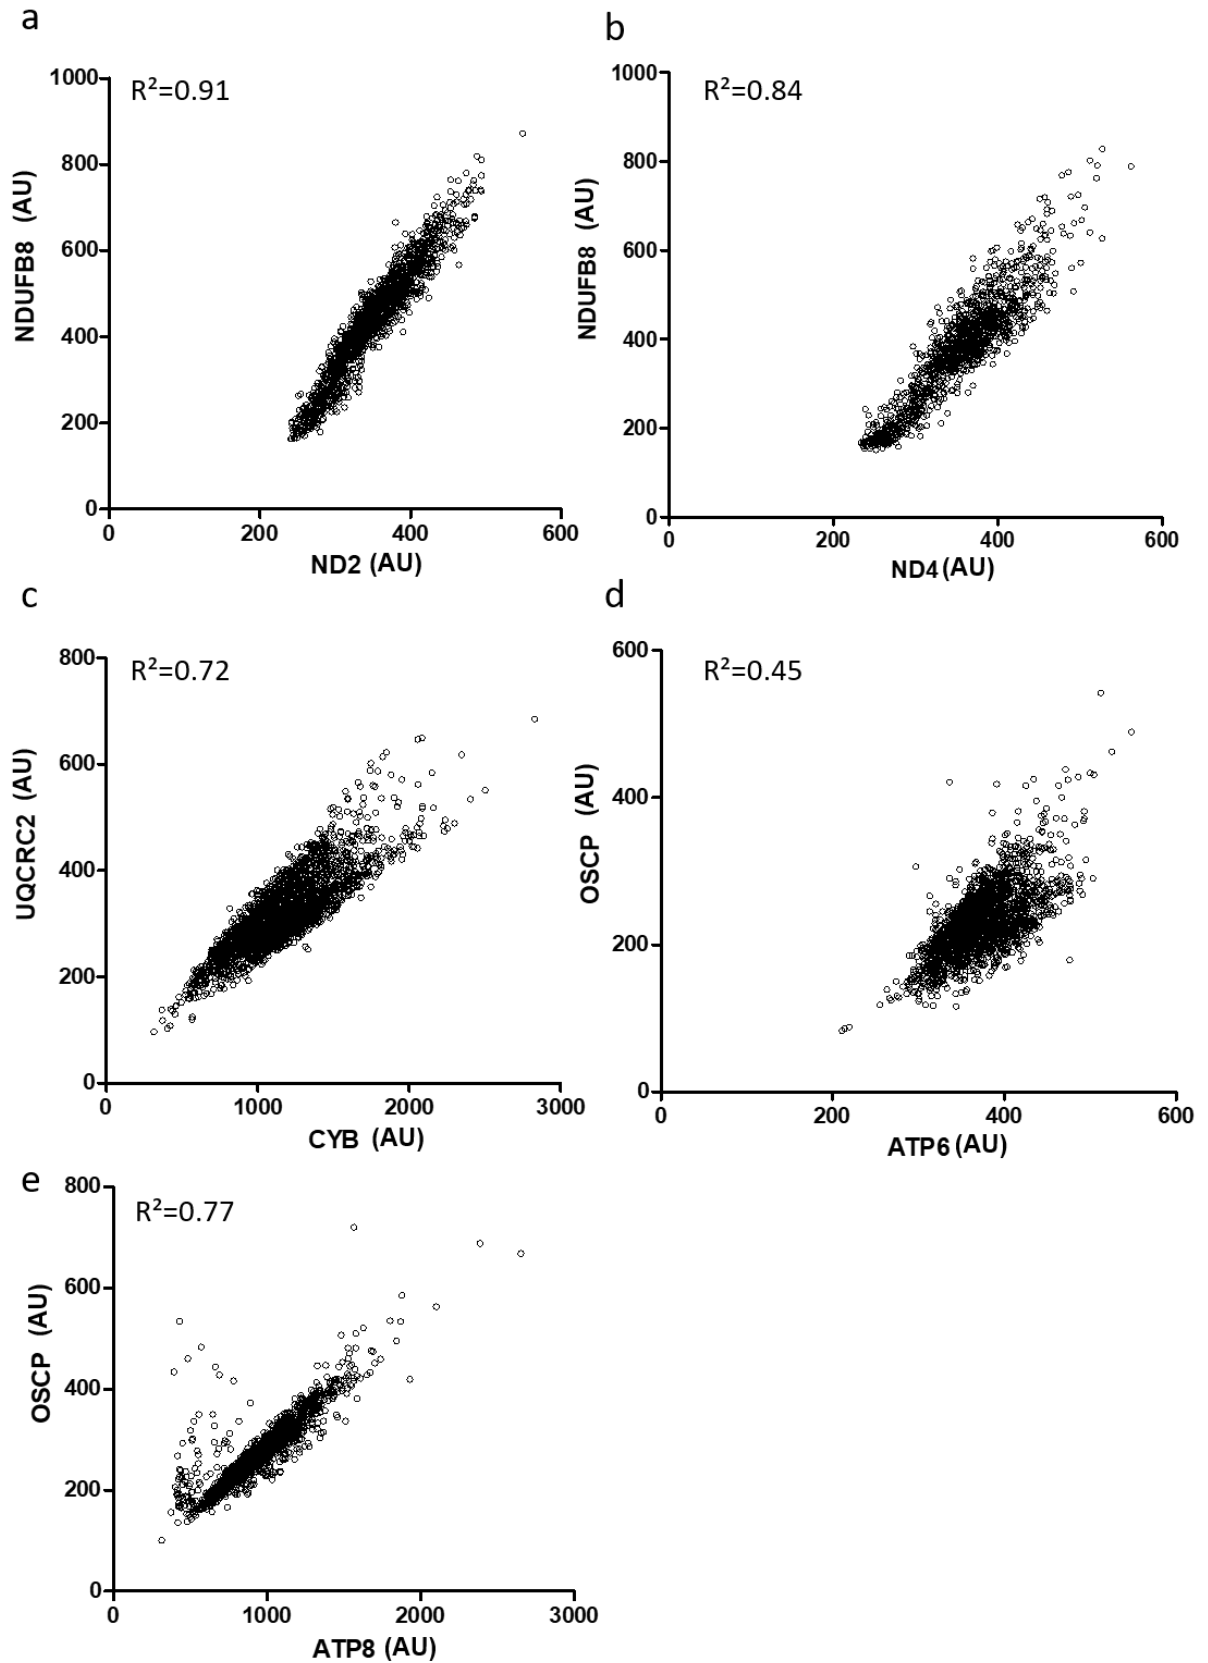 a
R²=0.91
1000
800
600
400
200
0
0 200 400 600
NDUFB8 (AU)
ND2 (AU)
b
R²=0.84
1000
800
600
400
200
0
0 200 400 600
NDUFB8 (AU)
ND4 (AU)
c
R²=0.72
800
600
400
200
0
0 1000 2000 3000
UQCRC2 (AU)
CYB (AU)
d
R²=0.45
600
400
200
0
0 200 400 600
OSCP (AU)
ATP6 (AU)
e
R²=0.77
800
600
400
200
0
0 1000 2000 3000
OSCP (AU)
ATP8 (AU)